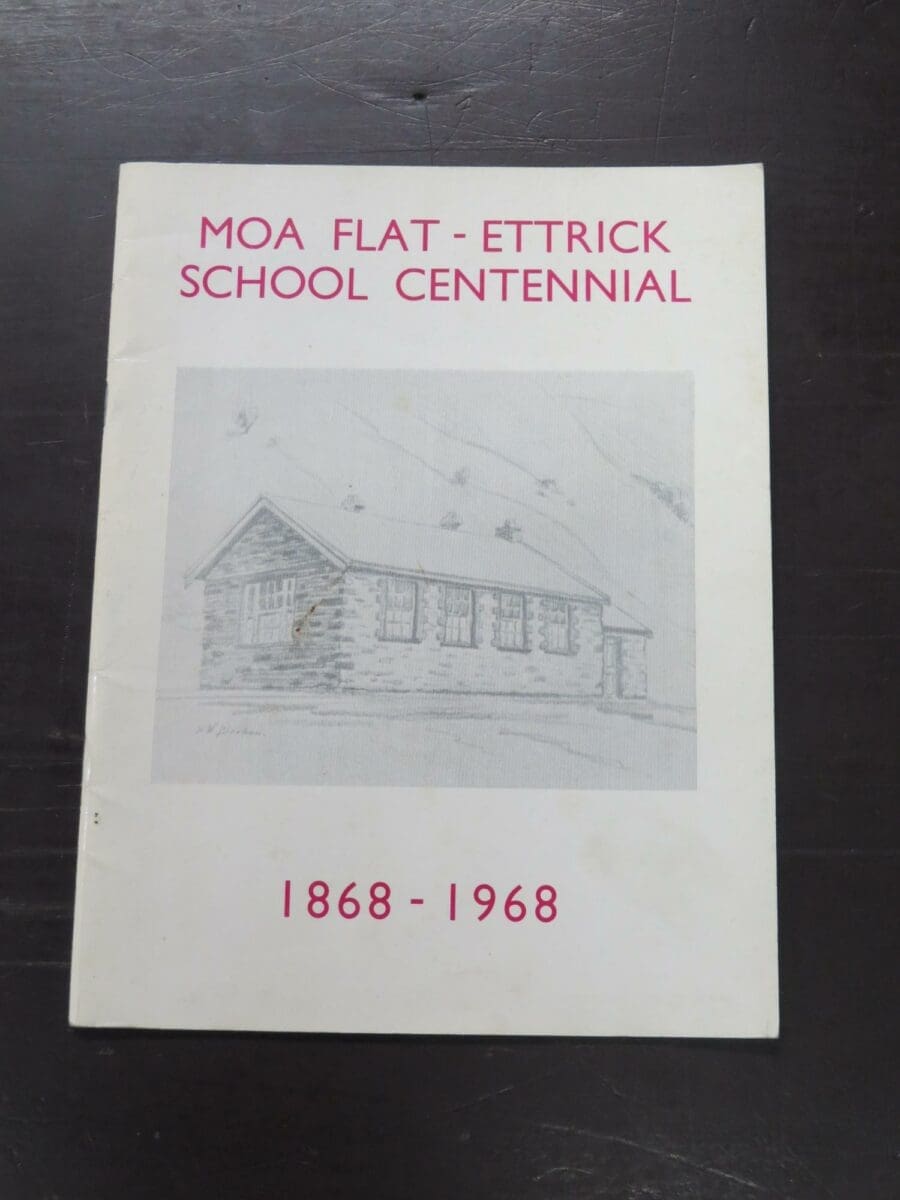 MOA FLAT - ETTRICK
SCHOOL CENTENNIAL
1868 - 1968